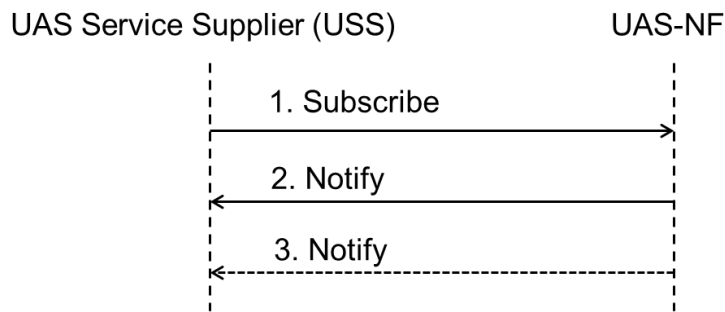 UAS Service Supplier (USS) UAS-NF
1. Subscribe
2. Notify
3. Notify